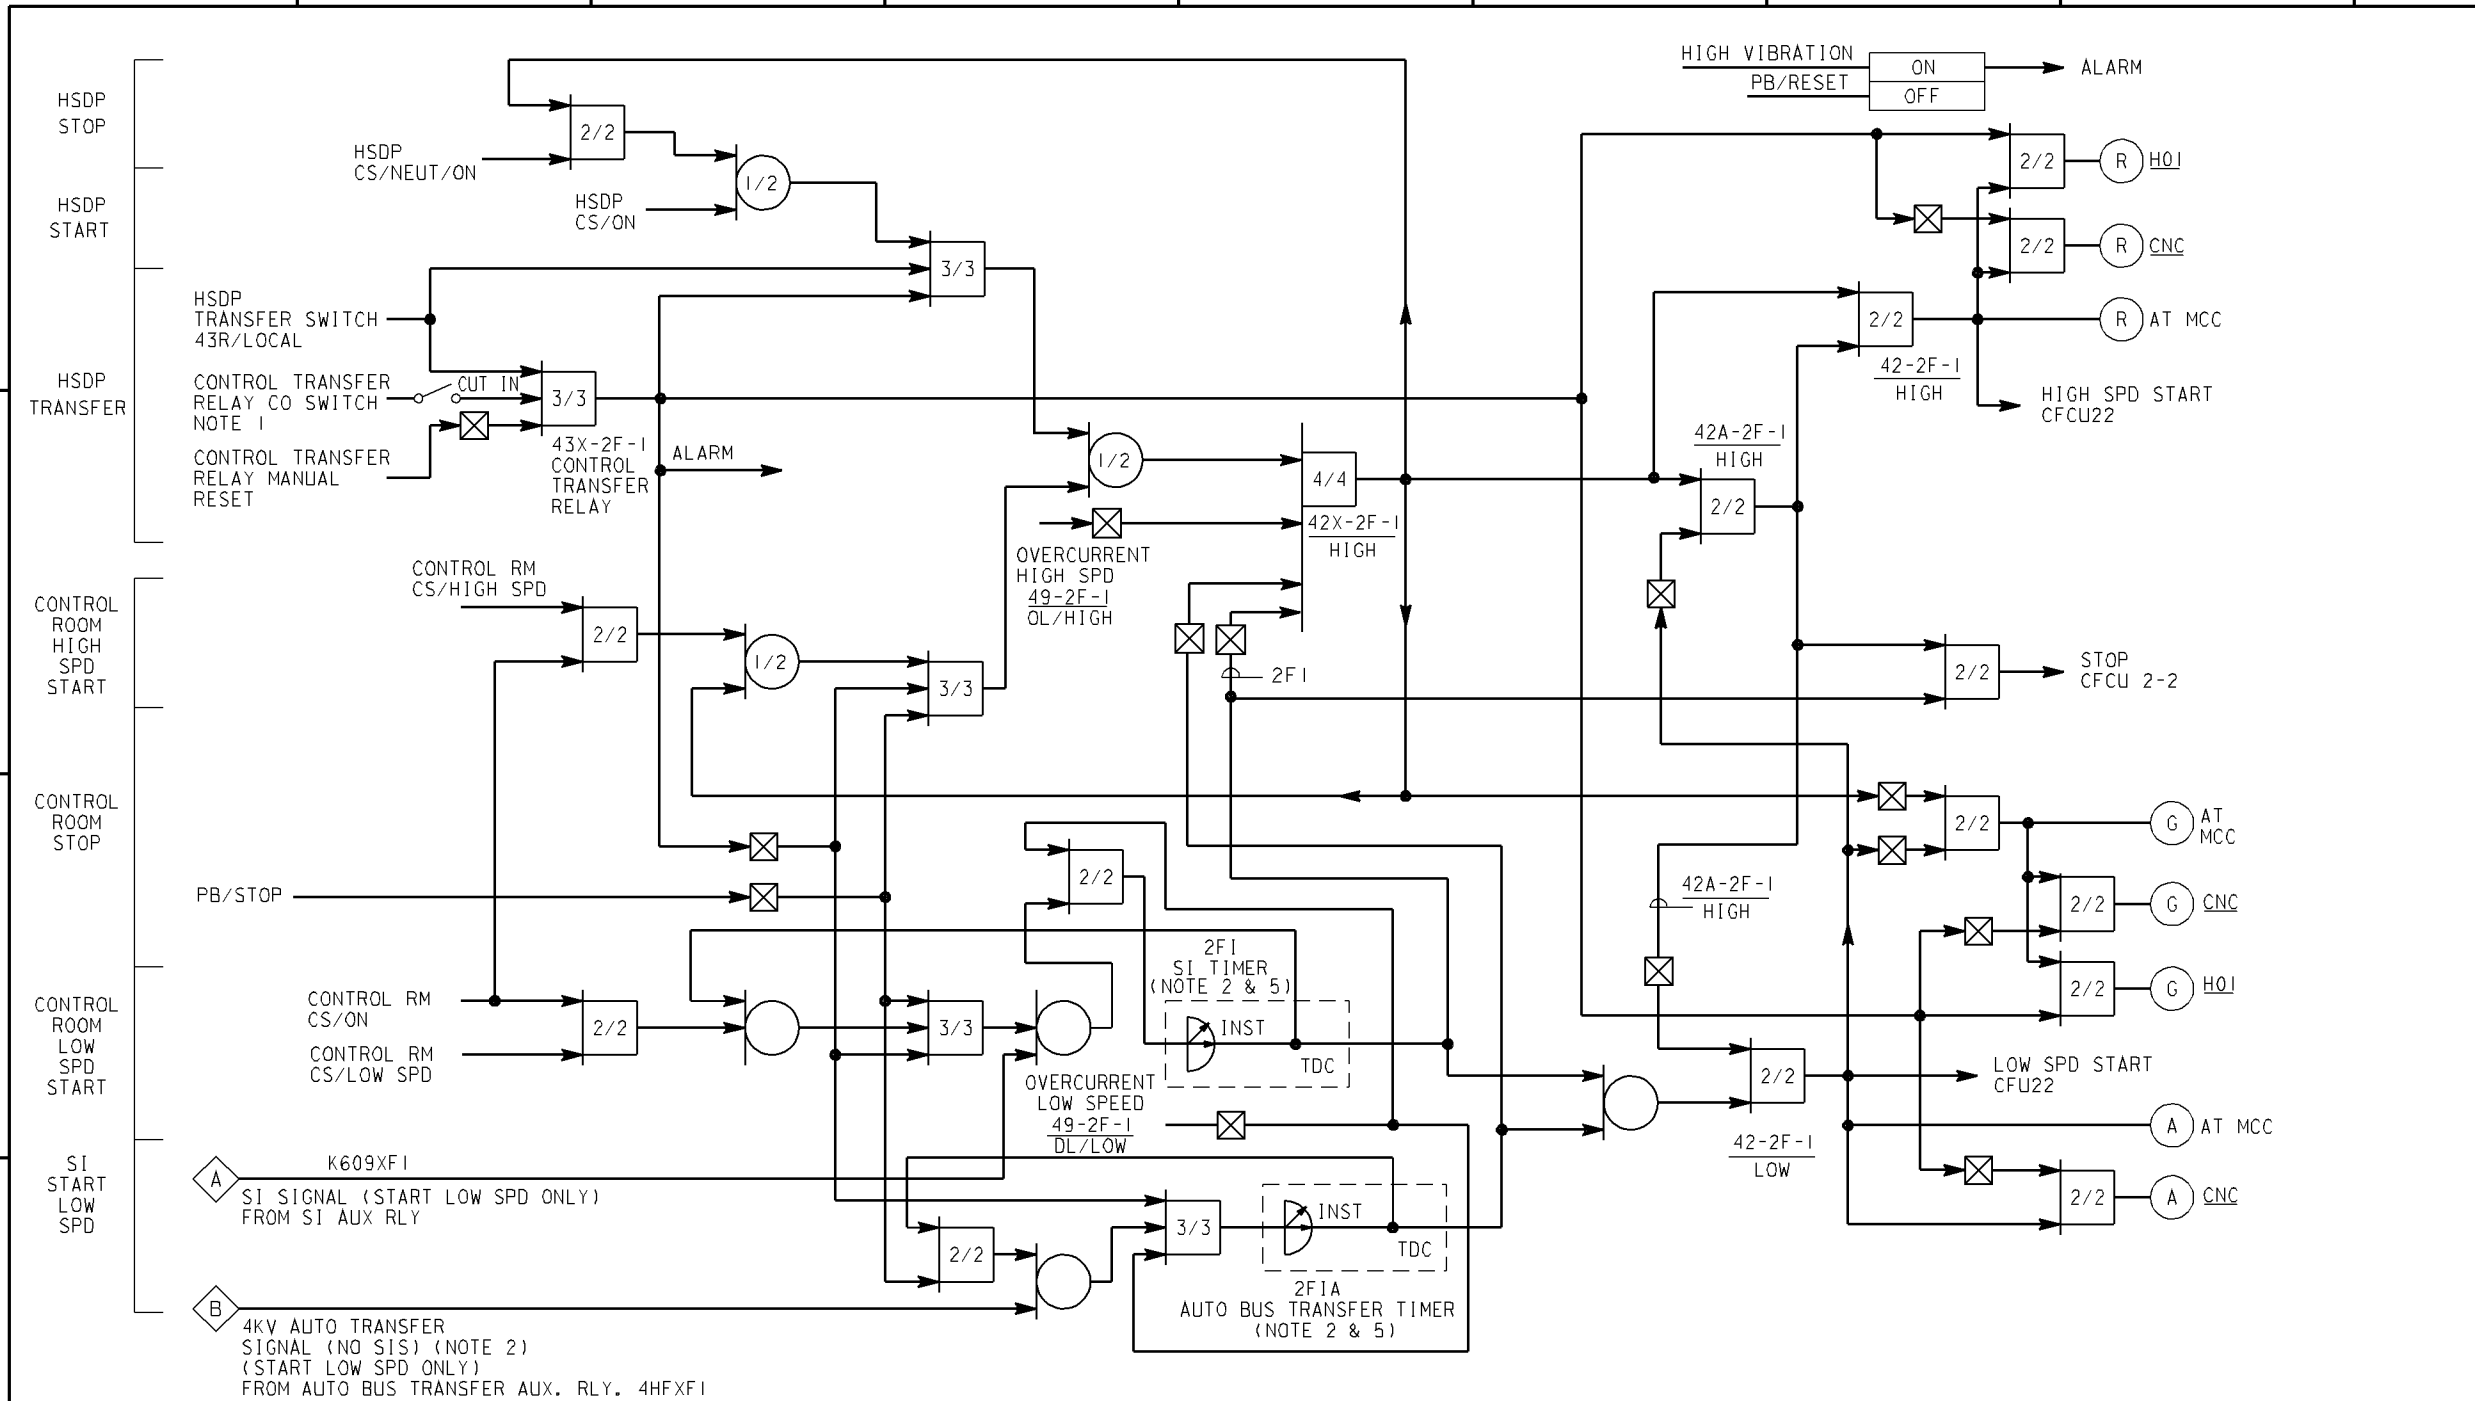 HSDP
STOP
HSDP
START
HSDP
TRANSFER
CONTROL
ROOM
HIGH
SPD
START
CONTROL
ROOM
STOP
CONTROL
ROOM
LOW
SPD
START
SI
START
LOW
SPD
2/2
HSDP
CS/NEUT/ON
1/2
HSDP
CS/ON
3/3
HSDP
TRANSFER SWITCH
43R/LOCAL
CONTROL TRANSFER
RELAY CO SWITCH
NOTE 1
CUT IN
3/3
CONTROL TRANSFER
RELAY MANUAL
RESET
43X-2F-1
CONTROL
TRANSFER
RELAY
ALARM
1/2
4/4
42X-2F-1
HIGH
OVERCURRENT
HIGH SPD
49-2F-1
OL/HIGH
CONTROL RM
CS/HIGH SPD
2/2
1/2
3/3
2F1
PB/STOP
2/2
2F1
SI TIMER
(NOTE 2 & 5)
INST
TDC
CONTROL RM
CS/ON
2/2
3/3
CONTROL RM
CS/LOW SPD
OVERCURRENT
LOW SPEED
49-2F-1
DL/LOW
A
K609XF1
SI SIGNAL (START LOW SPD ONLY)
FROM SI AUX RLY
2/2
3/3
INST
TDC
2F1A
AUTO BUS TRANSFER TIMER
(NOTE 2 & 5)
B
4KV AUTO TRANSFER
SIGNAL (NO SIS) (NOTE 2)
(START LOW SPD ONLY)
FROM AUTO BUS TRANSFER AUX. RLY. 4HFXF1
HIGH VIBRATION
ON
ALARM
PB/RESET
OFF
2/2
R
HO1
2/2
R
CNC
2/2
R
AT MCC
42-2F-1
HIGH
HIGH SPD START
CFCU22
42A-2F-1
HIGH
2/2
2/2
STOP
CFCU 2-2
2/2
G
AT
MCC
42A-2F-1
HIGH
2/2
G
CNC
2/2
G
HO1
2/2
42-2F-1
LOW
LOW SPD START
CFU22
A
AT MCC
2/2
A
CNC